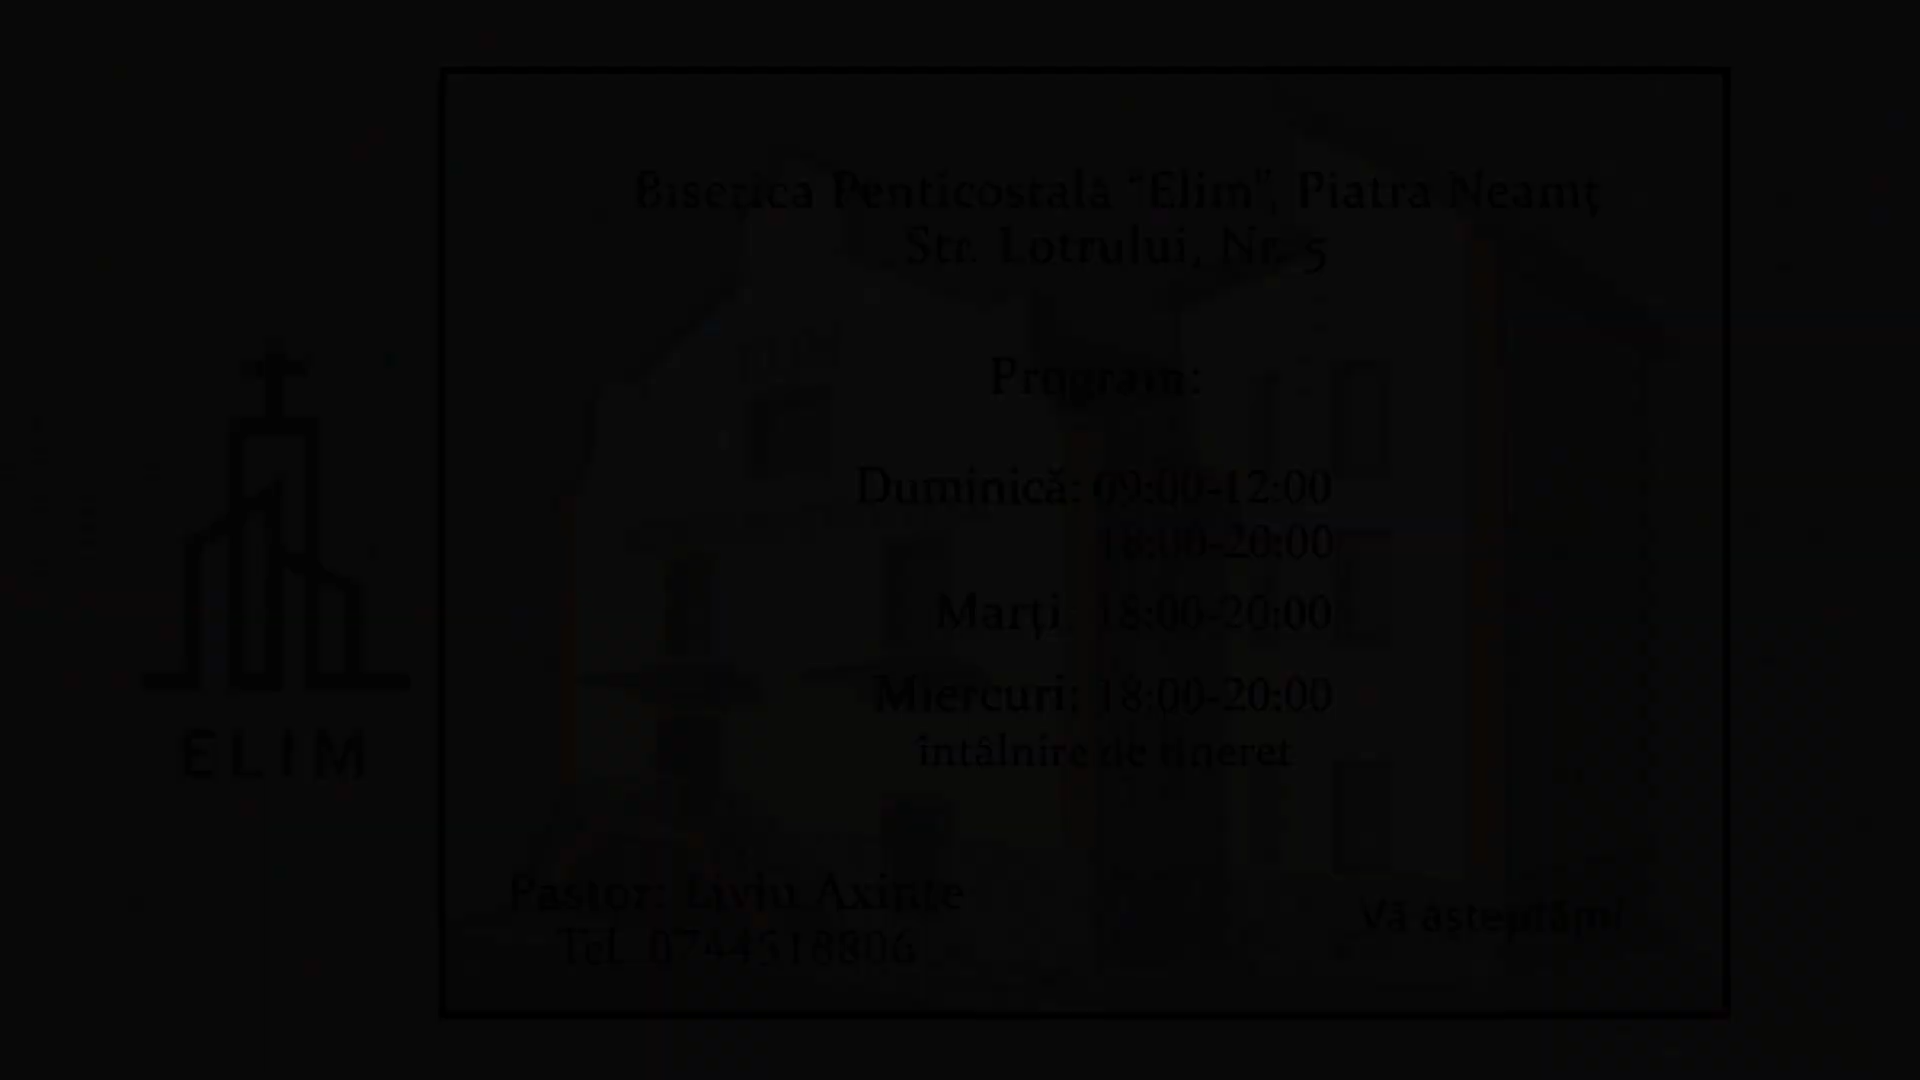 Biserica Penticostală "Elim", Piatra Neamț
Str. Lotrului, Nr. 5
Program:
Duminică: 09:00-12:00
18:00-20:00
Marți 18:00-20:00
Miercuri: 18:00-20:00
întâlnire de tineret
ELIM
Pastor: Liviu Axinte
Tel. 0744518806
Vă așteptăm!